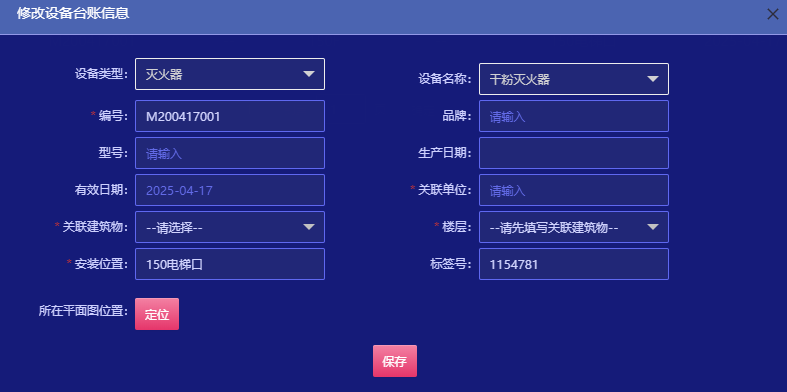 修改设备台账信息
设备类型： 灭火器 设备名称： 干粉灭火器
*编号： M200417001 品牌： 请输入
型号： 请输入 生产日期：
有效日期： 2025-04-17 *关联单位： 请输入
*关联建筑物： --请选择-- *楼层： --请先填写关联建筑物--
*安装位置： 150电梯口 标签号： 1154781
所在平面图位置： 定位
保存